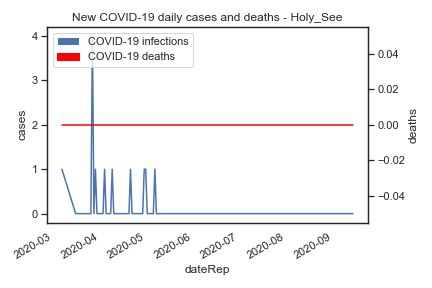 New COVID-19 daily cases and deaths - Holy_See
COVID-19 infections
COVID-19 deaths
cases
4
3
2
1
0
deaths
0.04
0.02
0.00
−0.02
−0.04
2020-03
2020-04
2020-05
2020-06
2020-07
2020-08
2020-09
dateRep